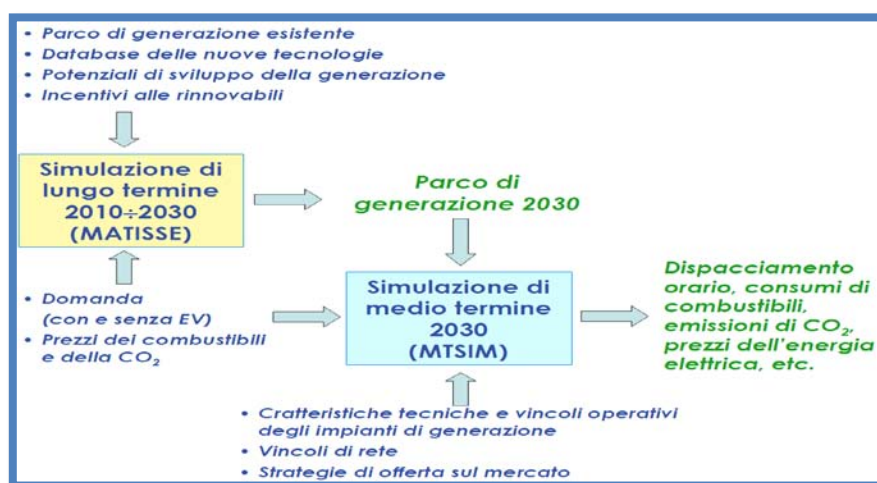 • Parco di generazione esistente
• Database delle nuove tecnologie
• Potenziali di sviluppo della generazione
• Incentivi alle rinnovabili
Simulazione di
lungo termine
2010÷2030
(MATISSE)
Parco di
generazione 2030
• Domanda
(con e senza EV)
• Prezzi dei combustibili
e della CO₂
Simulazione di
medio termine
2030
(MTSIM)
Dispacciamento
orario, consumi di
combustibili,
emissioni di CO₂,
prezzi dell'energia
elettrica, etc.
• Cratteristiche tecniche e vincoli operativi
degli impianti di generazione
• Vincoli di rete
• Strategie di offerta sul mercato